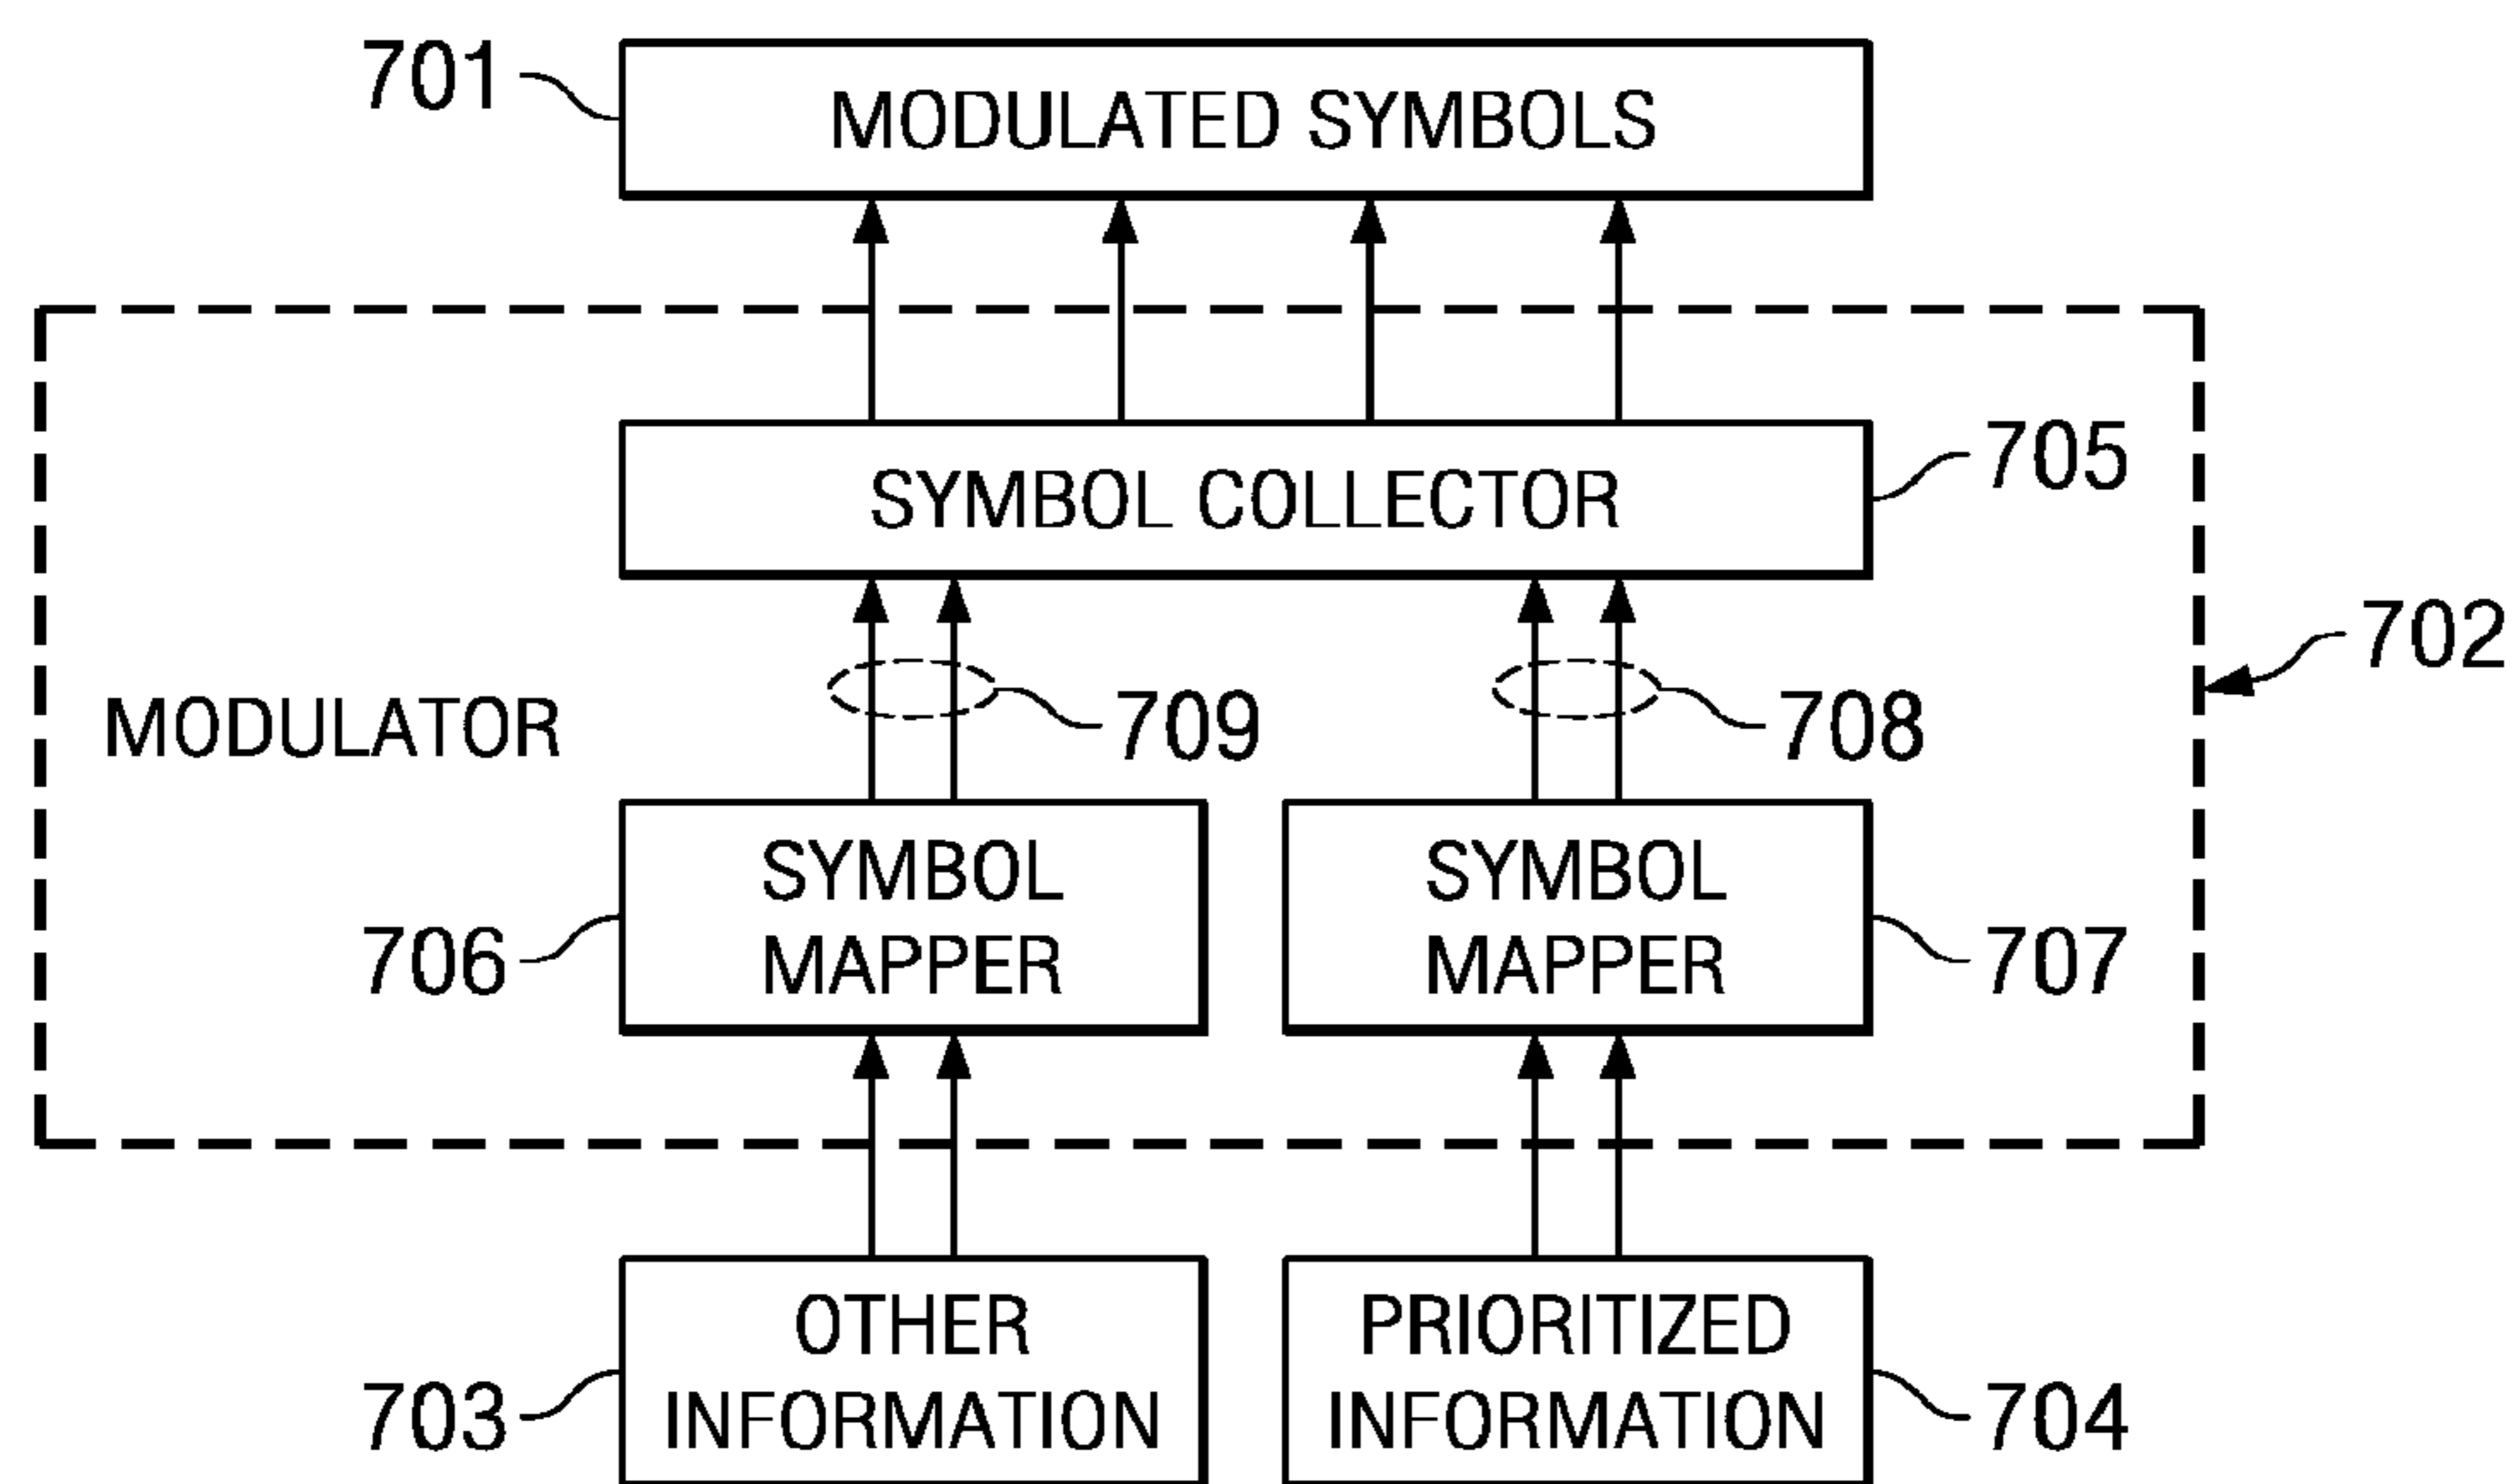 701
MODULATED SYMBOLS
SYMBOL COLLECTOR
705
702
MODULATOR
709
708
706
SYMBOL
MAPPER
SYMBOL
MAPPER
707
703
OTHER
INFORMATION
PRIORITIZED
INFORMATION
704